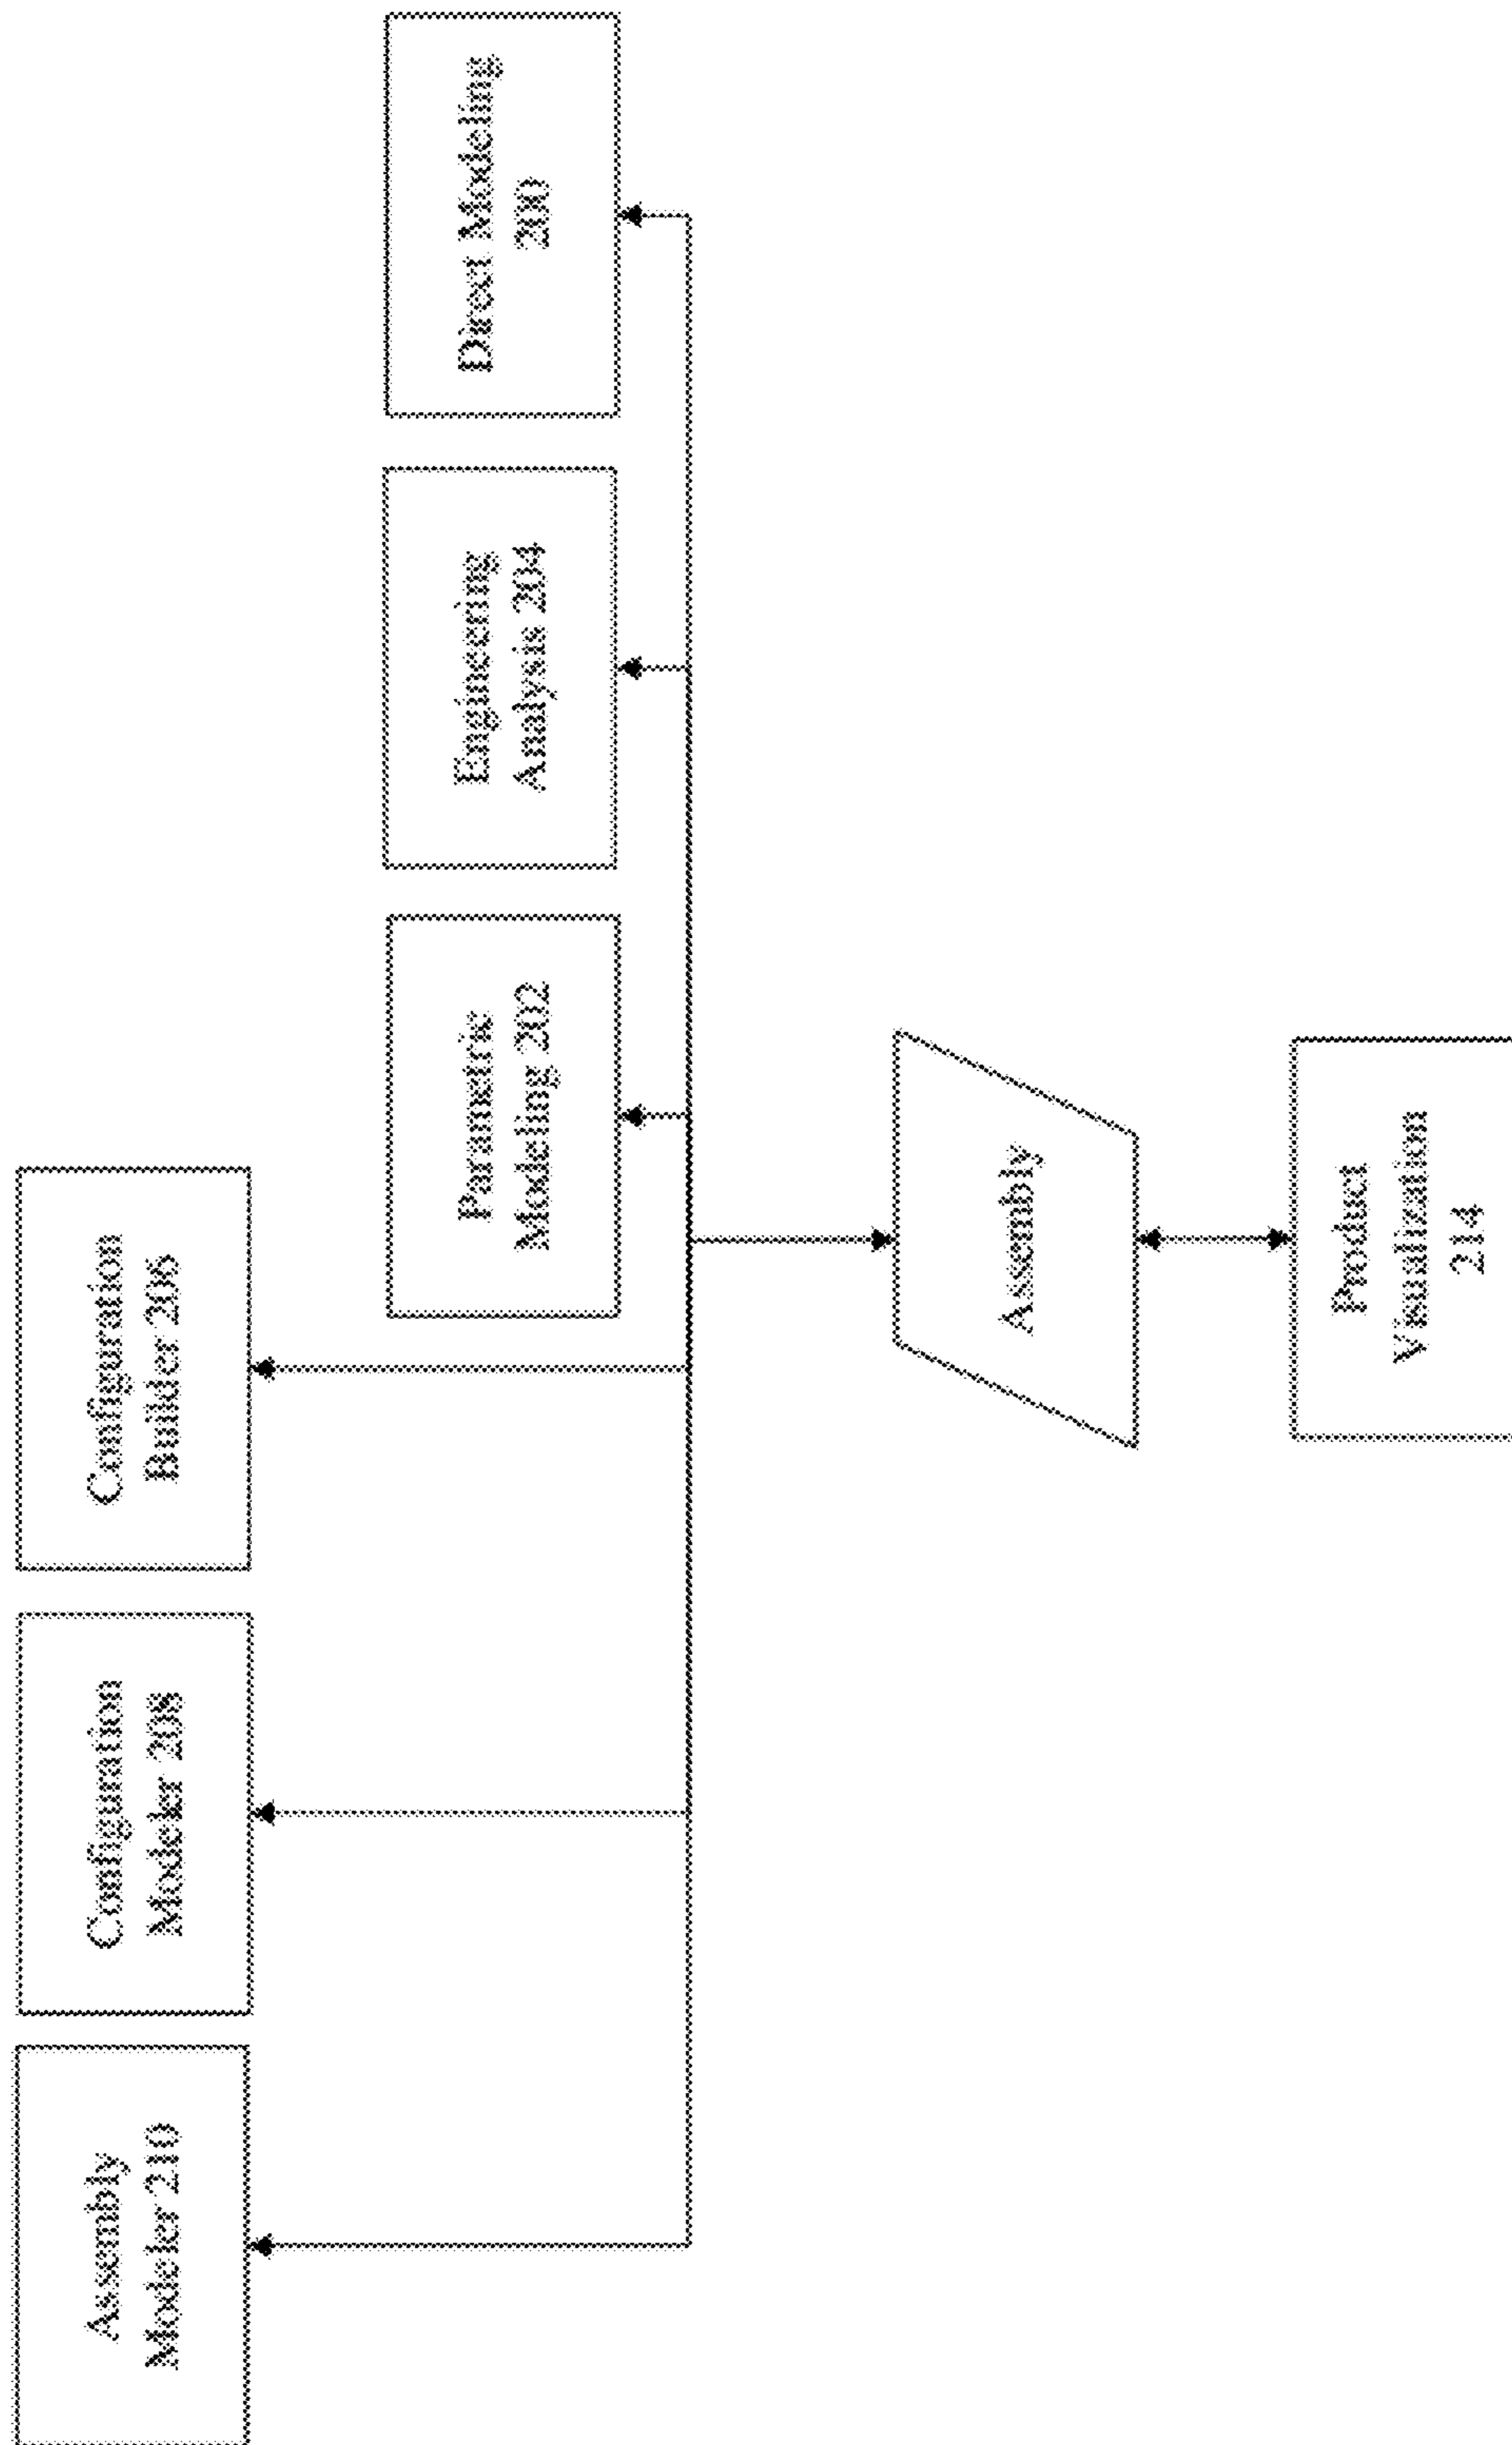 Assembly
Modeler 210
Configuration
Modeler 208
Configuration
Builder 206
Parametric
Modeling 202
Engineering
Analysis 204
Direct Modeling
200
Assembly
Product
Visualization
214